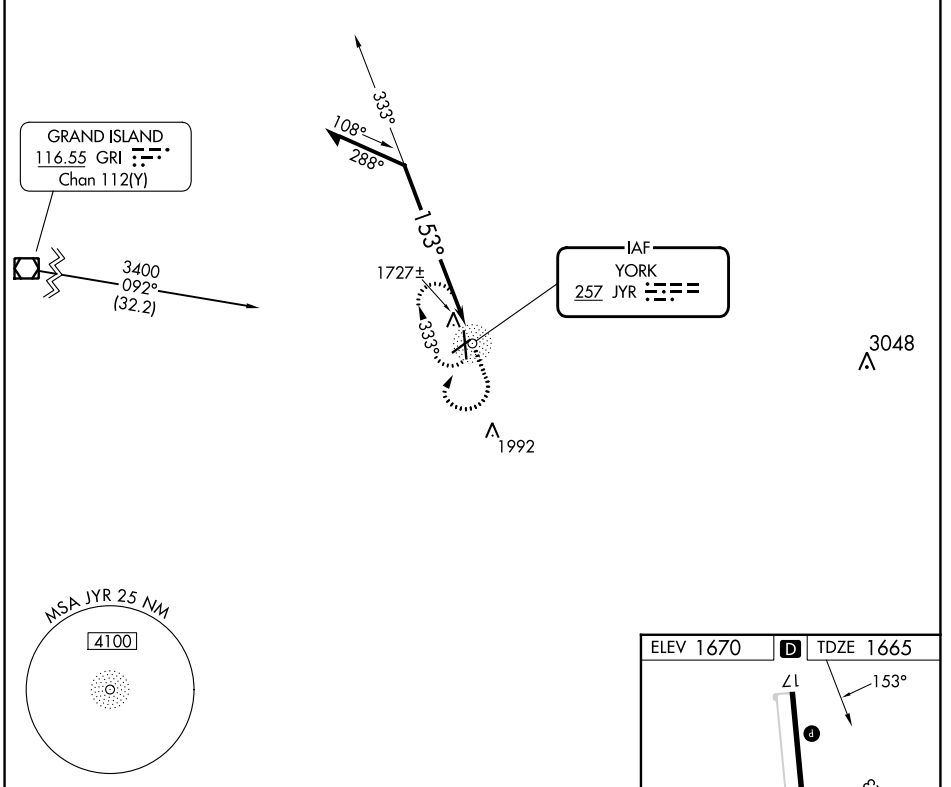 333°
108°
288°
GRAND ISLAND
116.55 GRI
Chan 112(Y)
153°
IAF
YORK
257 JYR
3400
092°
(32.2)
1727±
333°
3048
1992
MSA JYR 25 NM
4100
ELEV 1670 D TDZE 1665
17
153°
P